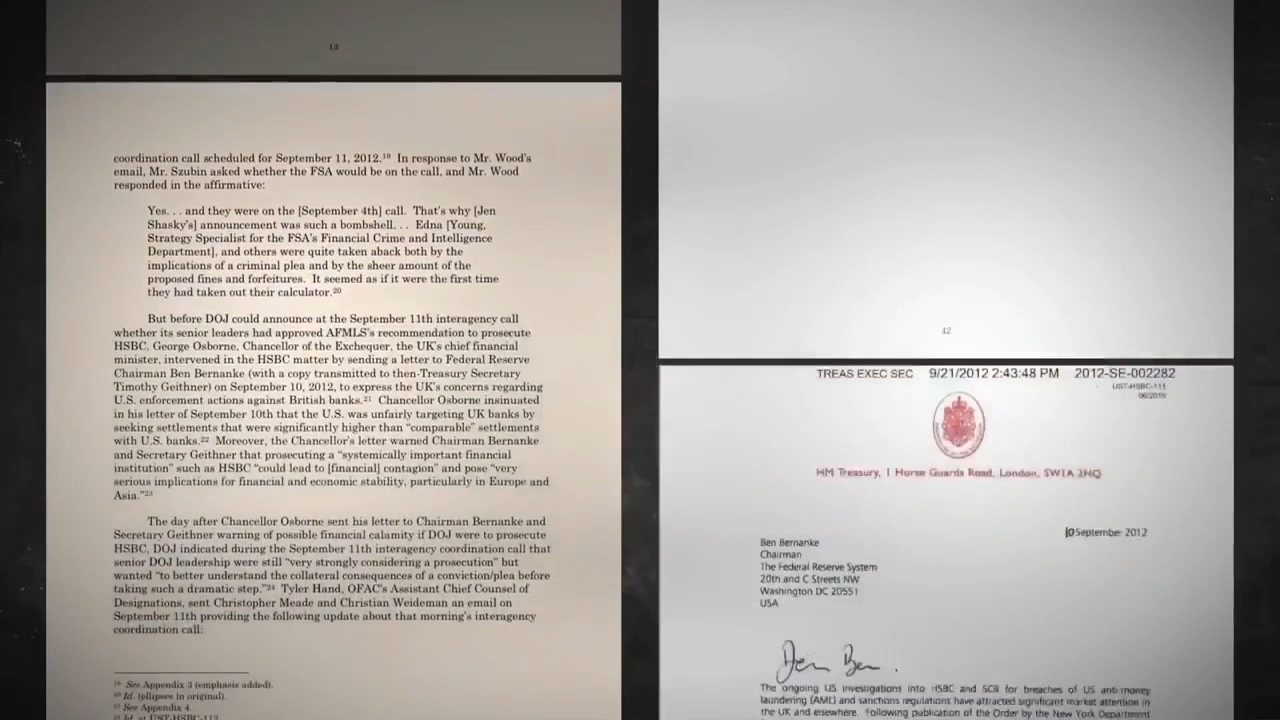 13
coordination call scheduled for September 11, 2012.¹⁹ In response to Mr. Wood's
email, Mr. Szubin asked whether the FSA would be on the call, and Mr. Wood
responded in the affirmative:
Yes. . . and they were on the [September 4th] call. That's why [Jen
Shasky's] announcement was such a bombshell. . . Edna [Young,
Strategy Specialist for the FSA's Financial Crime and Intelligence
Department], and others were quite taken aback both by the
implications of a criminal plea and by the sheer amount of the
proposed fines and forfeitures. It seemed as if it were the first time
they had taken out their calculator.²⁰
But before DOJ could announce at the September 11th interagency call
whether its senior leaders had approved AFMLS's recommendation to prosecute
HSBC, George Osborne, Chancellor of the Exchequer, the UK's chief financial
minister, intervened in the HSBC matter by sending a letter to Federal Reserve
Chairman Ben Bernanke (with a copy transmitted to then-Treasury Secretary
Timothy Geithner) on September 10, 2012, to express the UK's concerns regarding
U.S. enforcement actions against British banks.²¹ Chancellor Osborne insinuated
in his letter of September 10th that the U.S. was unfairly targeting UK banks by
seeking settlements that were significantly higher than "comparable" settlements
with U.S. banks.²² Moreover, the Chancellor's letter warned Chairman Bernanke
and Secretary Geithner that prosecuting a "systemically important financial
institution" such as HSBC "could lead to [financial] contagion" and pose "very
serious implications for financial and economic stability, particularly in Europe and
Asia."²³
The day after Chancellor Osborne sent his letter to Chairman Bernanke and
Secretary Geithner warning of possible financial calamity if DOJ were to prosecute
HSBC, DOJ indicated during the September 11th interagency coordination call that
senior DOJ leadership were still "very strongly considering a prosecution" but
wanted "to better understand the collateral consequences of a conviction/plea before
taking such a dramatic step."²⁴ Tyler Hand, OFAC's Assistant Chief Counsel of
Designations, sent Christopher Meade and Christian Weideman an email on
September 11th providing the following update about that morning's interagency
coordination call:
¹⁹ See Appendix 3 (emphasis added).
²⁰ Id. (ellipses in original).
²¹ See Appendix 4.
Id. at UST-HSBC-112.
42
TREAS EXEC SEC 9/21/2012 2:43:48 PM 2012-SE-002282
UST-HSBC-111
06/2015
HM Treasury, 1 Horse Guards Road, London, SW1A 2HQ
10 September 2012
Ben Bernanke
Chairman
The Federal Reserve System
20th and C Streets NW
Washington DC 20551
USA
Dear Ben.
The ongoing US investigations into HSBC and SCB for breaches of US anti-money
laundering (AML) and sanctions regulations have attracted significant market attention in
the UK and elsewhere. Following publication of the Order by the New York Department